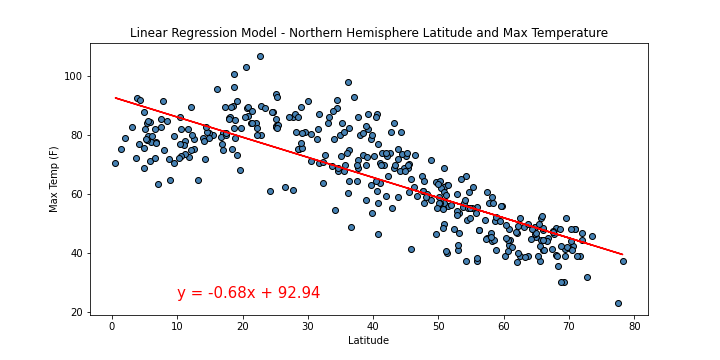 Linear Regression Model - Northern Hemisphere Latitude and Max Temperature
100
80
60
40
20
Max Temp (F)
y = -0.68x + 92.94
0 10 20 30 40 50 60 70 80
Latitude